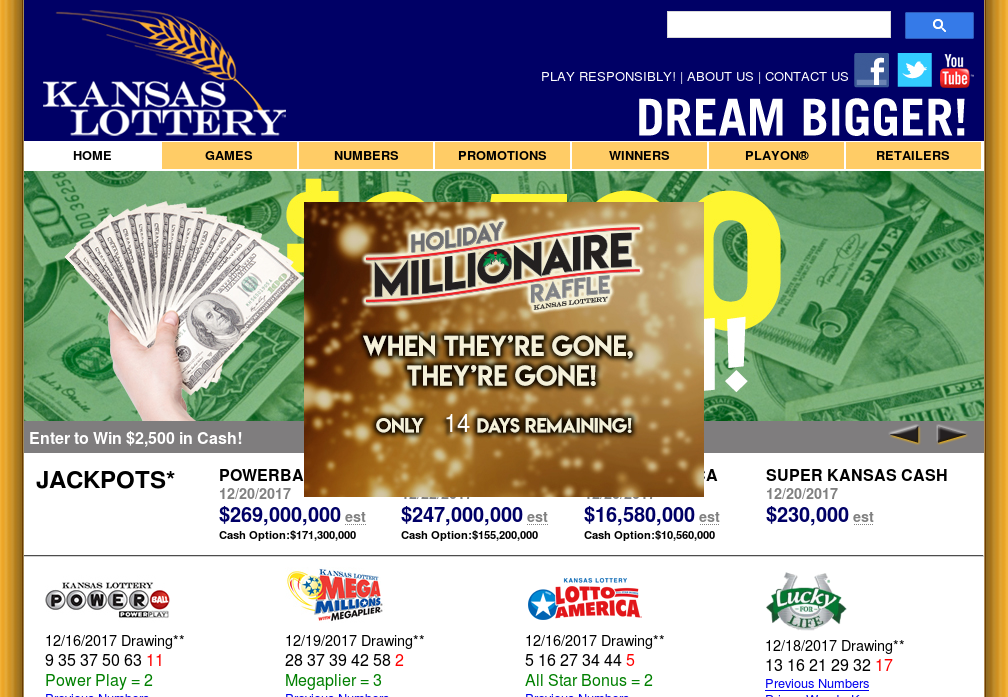 KANSAS
LOTTERY
PLAY RESPONSIBLY! | ABOUT US | CONTACT US
f
You
Tube
DREAM BIGGER!
HOME
GAMES
NUMBERS
PROMOTIONS
WINNERS
PLAYON®
RETAILERS
HOLIDAY
MILLIONAIRE
RAFFLE
KANSAS LOTTERY
WHEN THEY'RE GONE,
THEY'RE GONE!
ONLY 14 DAYS REMAINING!
Enter to Win $2,500 in Cash!
JACKPOTS*
SUPER KANSAS CASH
12/20/2017
12/20/2017
$269,000,000 est
$247,000,000 est
$16,580,000 est
$230,000 est
Cash Option:$171,300,000
Cash Option:$155,200,000
Cash Option:$10,560,000
KANSAS LOTTERY
POWERBALL
POWERPLAY
KANSAS LOTTERY
MEGA
MILLIONS
WITH MEGAPLIER
KANSAS LOTTERY
LOTTO
AMERICA
Lucky
FOR
LIFE
12/16/2017 Drawing**
9 35 37 50 63 11
Power Play = 2
Previous Numbers
12/19/2017 Drawing**
28 37 39 42 58 2
Megaplier = 3
Previous Numbers
12/16/2017 Drawing**
5 16 27 34 44 5
All Star Bonus = 2
Previous Numbers
12/18/2017 Drawing**
13 16 21 29 32 17
Previous Numbers